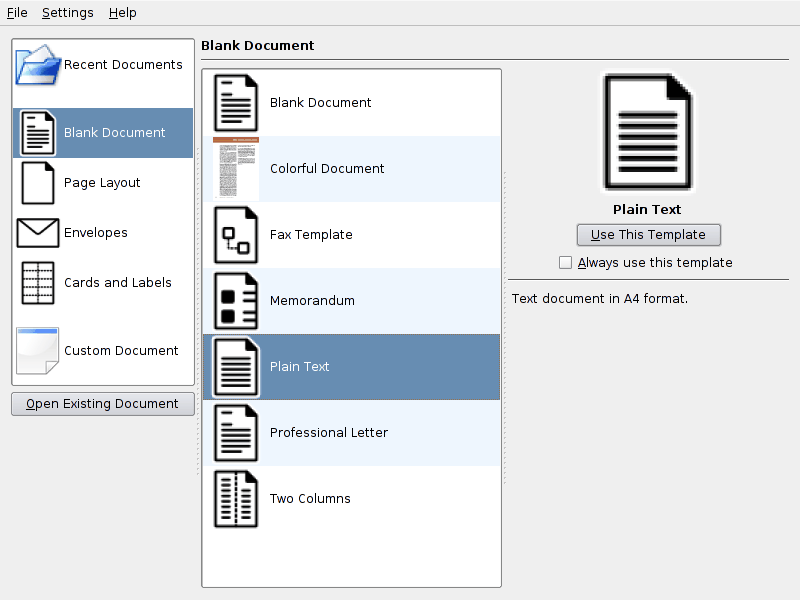 File Settings Help
Recent Documents
Blank Document
Page Layout
Envelopes
Cards and Labels
Custom Document
Open Existing Document
Blank Document
Blank Document
Colorful Document
Fax Template
Memorandum
Plain Text
Professional Letter
Two Columns
Plain Text
Use This Template
Always use this template
Text document in A4 format.